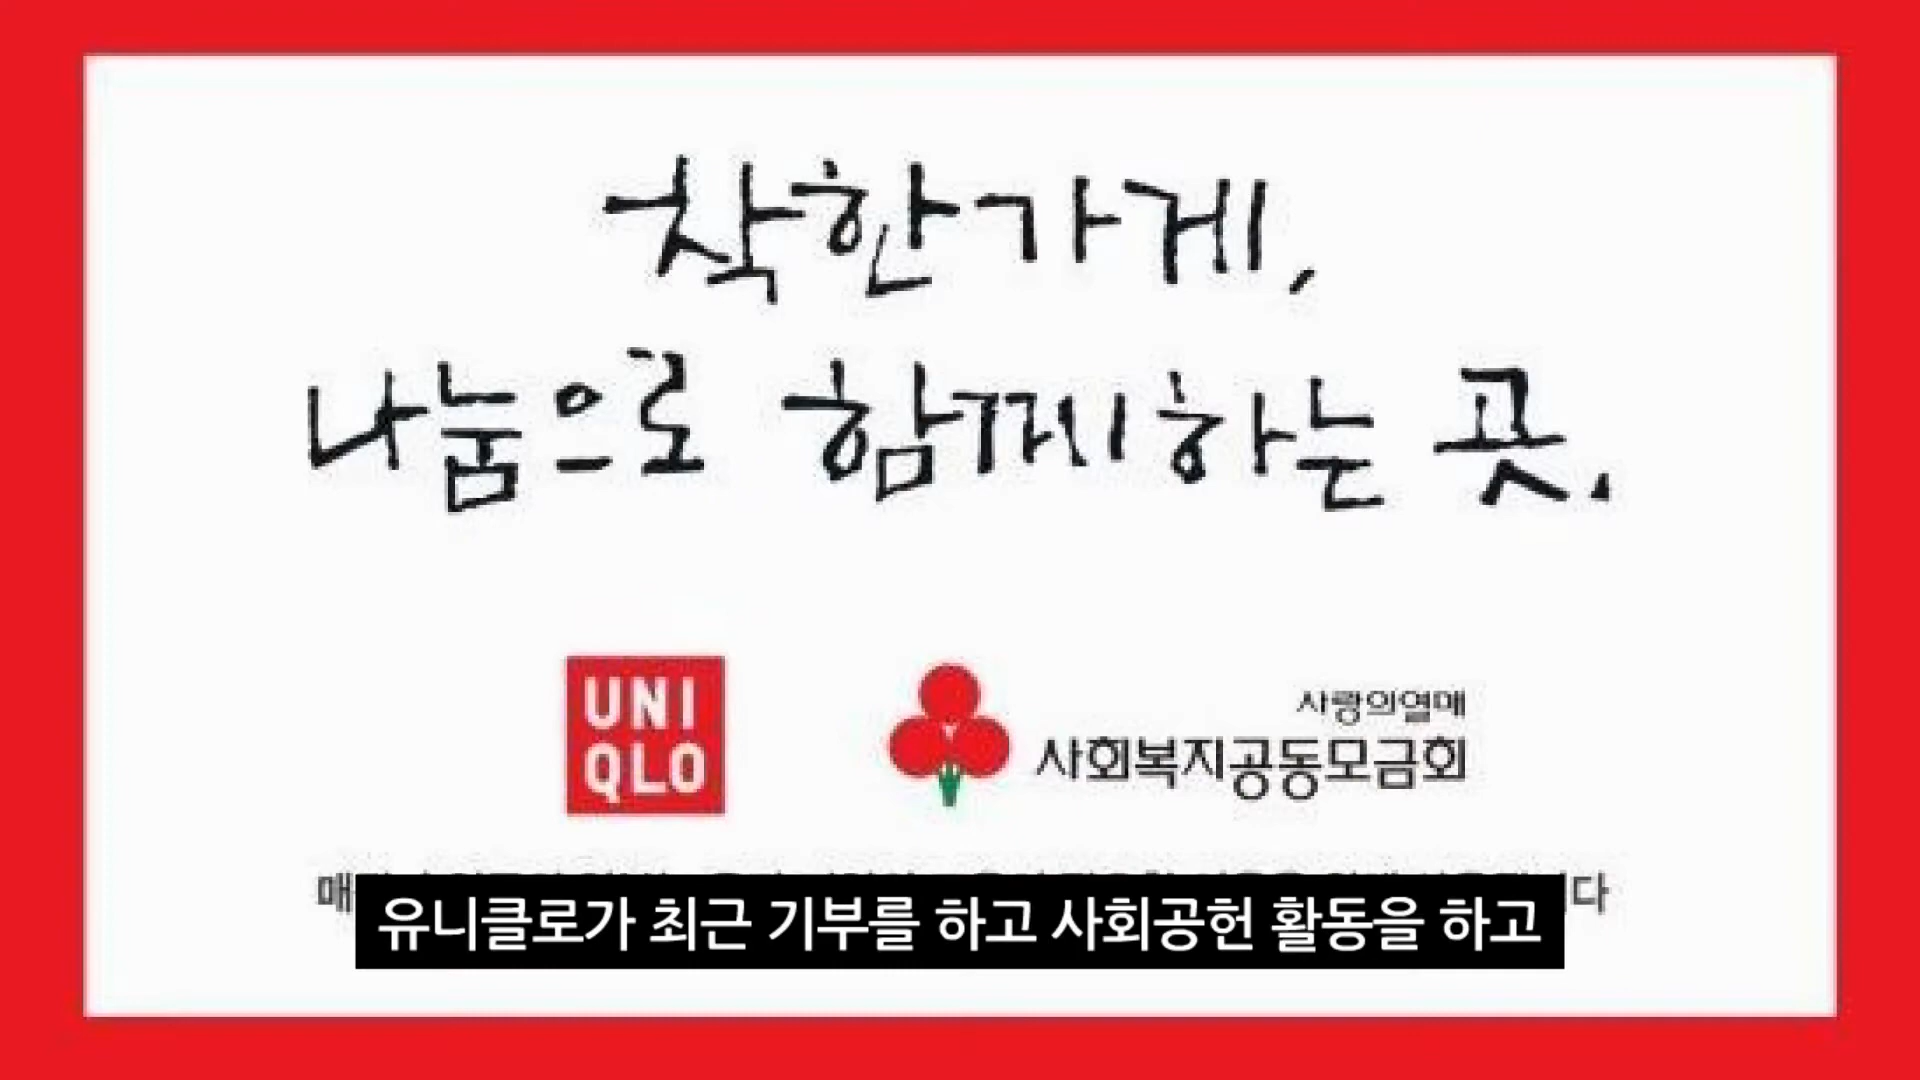 착한가게,
나눔으로 함께하는 곳.
UNI
QLO
사랑의열매
사회복지공동모금회
유니클로가 최근 기부를 하고 사회공헌 활동을 하고